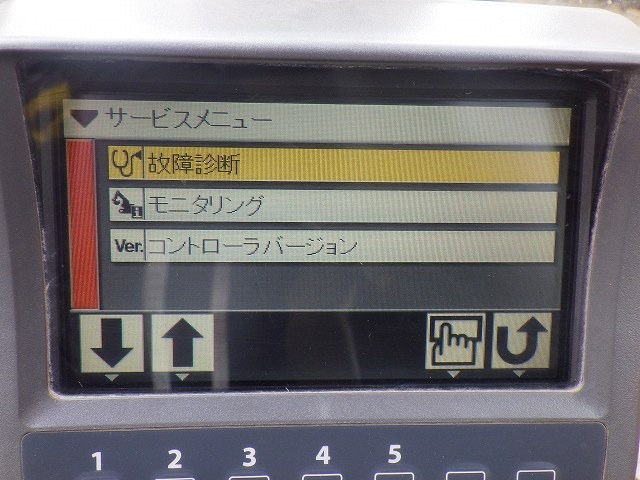 サービスメニュー
故障診断
モニタリング
Ver. コントローラバージョン
1 2 3 4 5